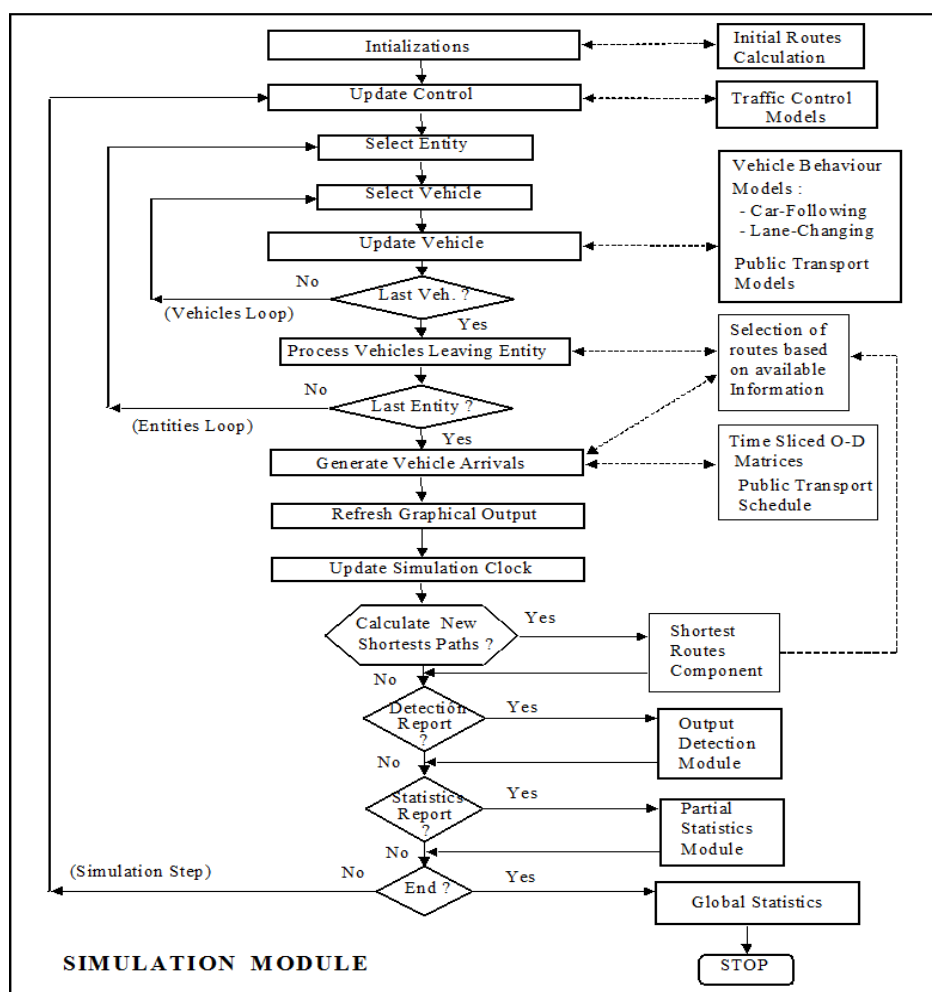 Intializations
Initial Routes
Calculation
Update Control
Traffic Control
Models
Select Entity
Vehicle Behaviour
Models :
- Car-Following
- Lane-Changing
Public Transport
Models
Select Vehicle
Update Vehicle
No
Last Veh. ?
(Vehicles Loop)
Yes
Process Vehicles Leaving Entity
Selection of
routes based
on available
Information
No
Last Entity ?
(Entities Loop)
Yes
Generate Vehicle Arrivals
Time Sliced O-D
Matrices
Public Transport
Schedule
Refresh Graphical Output
Update Simulation Clock
Calculate New
Shortests Paths ?
Yes
Shortest
Routes
Component
No
Detectión
Report
?
Yes
Output
Detection
Module
No
Statistics
Report
?
Yes
Partial
Statistics
Module
No
(Simulation Step)
No
End ?
Yes
Global Statistics
STOP
SIMULATION MODULE